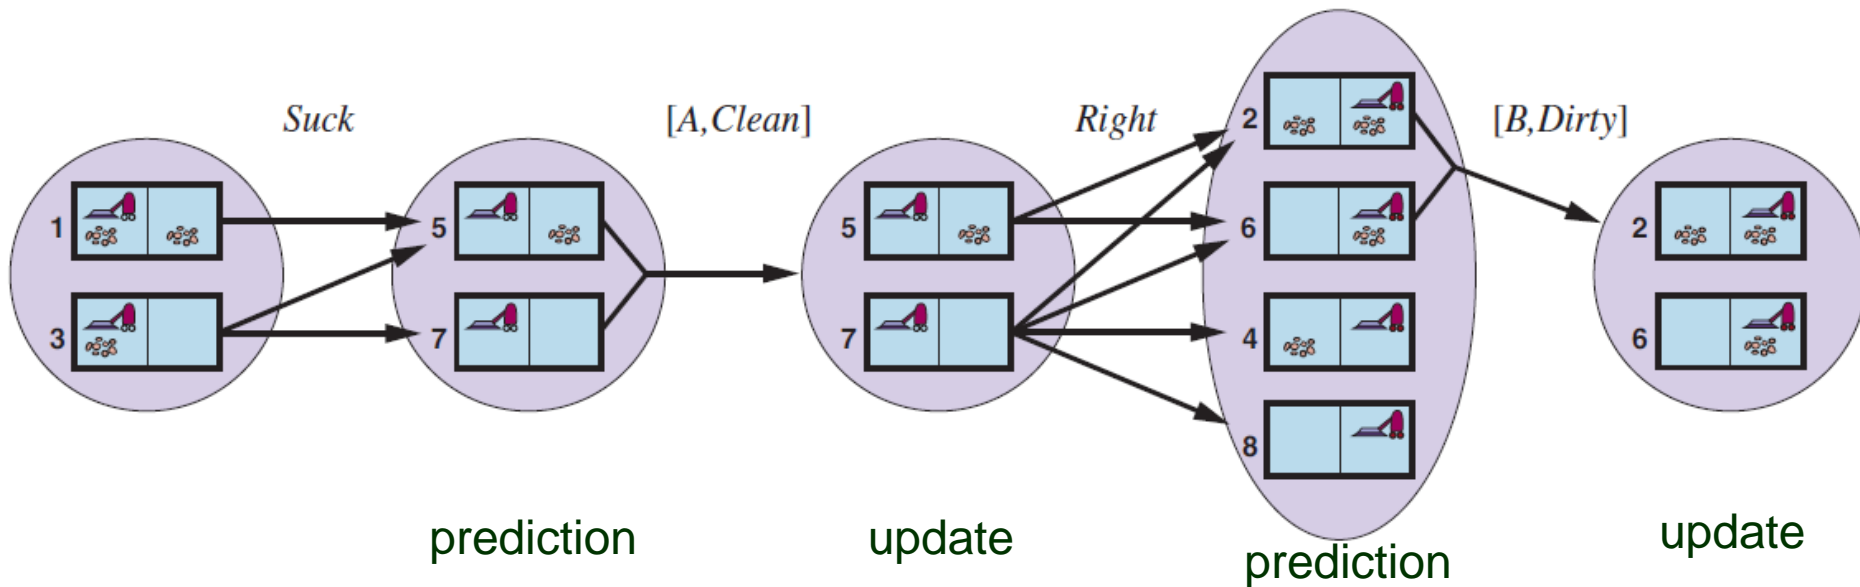 Suck
[A,Clean]
Right
[B,Dirty]
1
3
5
7
5
7
2
6
4
8
2
6
prediction
update
prediction
update